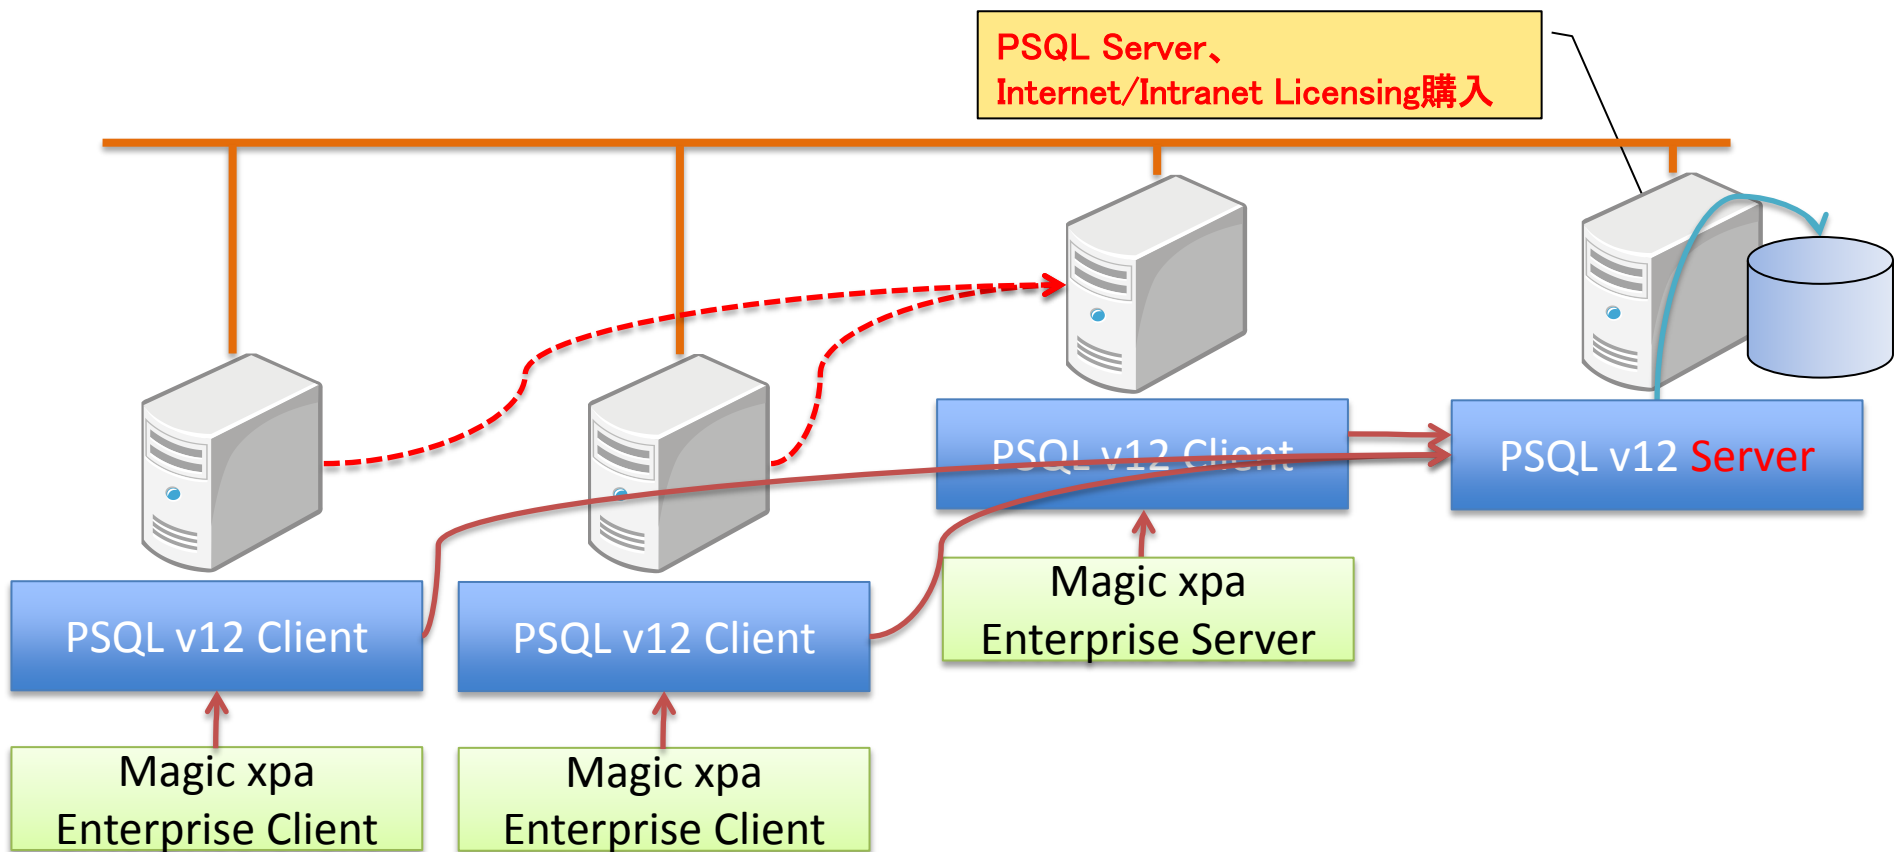 PSQL Server、
Internet/Intranet Licensing購入
PSQL v12 Client
PSQL v12 Server
Magic xpa
Enterprise Server
PSQL v12 Client
PSQL v12 Client
Magic xpa
Enterprise Client
Magic xpa
Enterprise Client